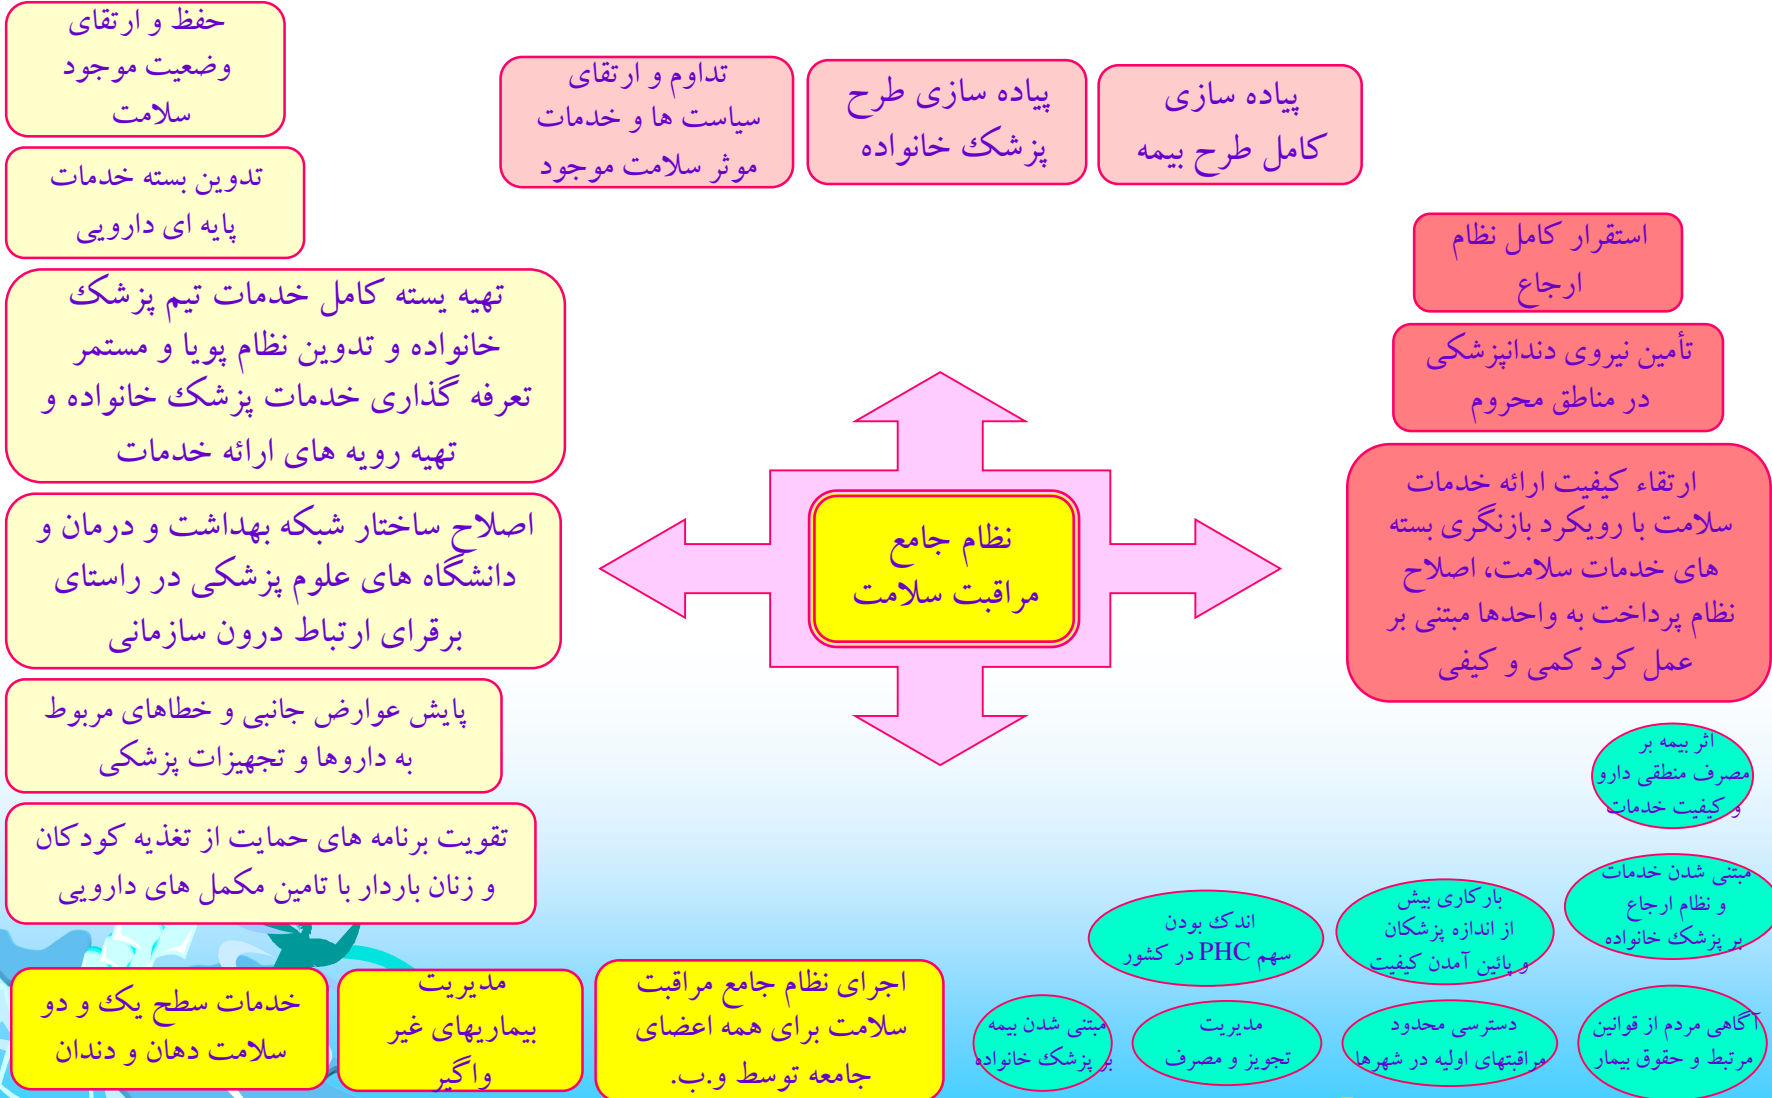 حفظ و ارتقای
وضعیت موجود
سلامت
تداوم و ارتقای
سیاست ها و خدمات
موثر سلامت موجود
پیاده سازی طرح
پزشک خانواده
پیاده سازی
کامل طرح بیمه
تدوین بسته خدمات
پایه ای دارویی
استقرار کامل نظام
ارجاع
تهیه یسته کامل خدمات تیم پزشک
خانواده و تدوین نظام پویا و مستمر
تعرفه گذاری خدمات پزشک خانواده و
تهیه رویه های ارائه خدمات
تأمین نیروی دندانپزشکی
در مناطق محروم
ارتقاء کیفیت ارائه خدمات
سلامت با رویکرد بازنگری بسته
های خدمات سلامت، اصلاح
نظام پرداخت به واحدها مبتنی بر
عمل کرد کمی و کیفی
نظام جامع
مراقبت سلامت
اصلاح ساختار شبکه بهداشت و درمان و
دانشگاه های علوم پزشکی در راستای
برقرای ارتباط درون سازمانی
پایش عوارض جانبی و خطاهای مربوط
به داروها و تجهیزات پزشکی
اثر بیمه بر
مصرف منطقی دارو
و کیفیت خدمات
تقویت برنامه های حمایت از تغذیه کودکان
و زنان باردار با تامین مکمل های دارویی
مبتنی شدن خدمات
و نظام ارجاع
بر پزشک خانواده
بارکاری بیش
از اندازه پزشکان
و پائین آمدن کیفیت
اندک بودن
سهم PHC در کشور
خدمات سطح یک و دو
سلامت دهان و دندان
مدیریت
بیماریهای غیر
واگیر
اجرای نظام جامع مراقبت
سلامت برای همه اعضای
جامعه توسط و.ب.
مبتنی شدن بیمه
بر پزشک خانواده
مدیریت
تجویز و مصرف
دسترسی محدود
مراقبتهای اولیه در شهرها
آگاهی مردم از قوانین
مرتبط و حقوق بیمار